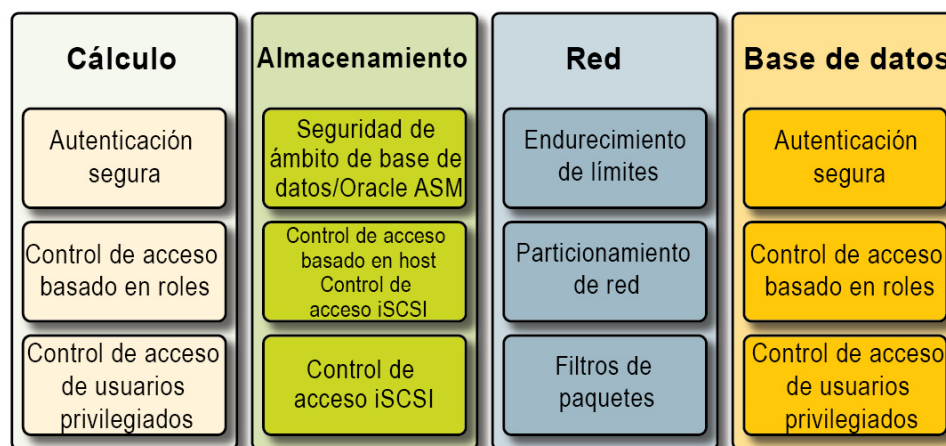 Cálculo
Autenticación
segura
Control de acceso
basado en roles
Control de acceso
de usuarios
privilegiados
Almacenamiento
Seguridad de
ámbito de base de
datos/Oracle ASM
Control de acceso
basado en host
Control de
acceso iSCSI
Control de
acceso iSCSI
Red
Endurecimiento
de límites
Particionamiento
de red
Filtros de
paquetes
Base de datos
Autenticación
segura
Control de acceso
basado en roles
Control de acceso
de usuarios
privilegiados